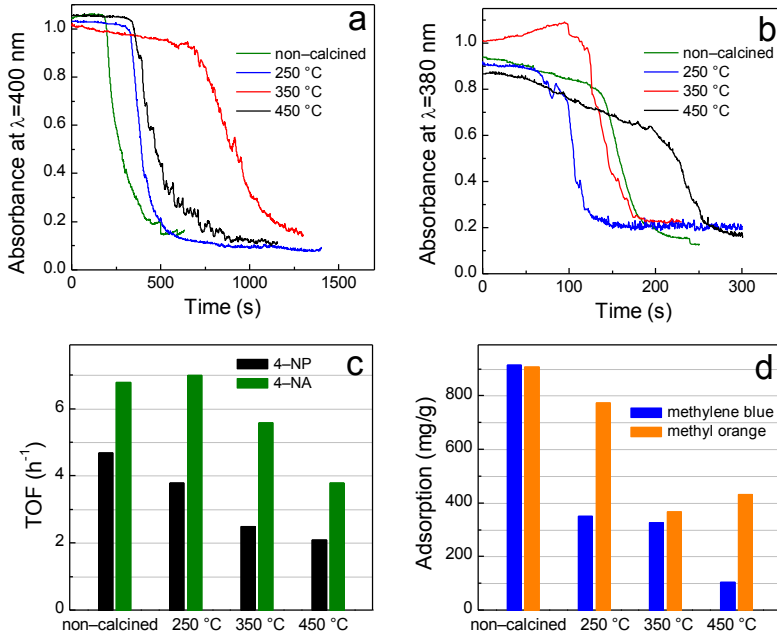 a
non–calcined
250 °C
350 °C
450 °C
Absorbance at λ=400 nm
1.0
0.8
0.6
0.4
0.2
0.0
0 500 1000 1500
Time (s)
b
non–calcined
250 °C
350 °C
450 °C
Absorbance at λ=380 nm
1.0
0.8
0.6
0.4
0.2
0.0
0 100 200 300
Time (s)
c
4–NP
4–NA
TOF (h⁻¹)
6
4
2
0
non–calcined 250 °C 350 °C 450 °C
d
methylene blue
methyl orange
Adsorption (mg/g)
800
600
400
200
0
non–calcined 250 °C 350 °C 450 °C